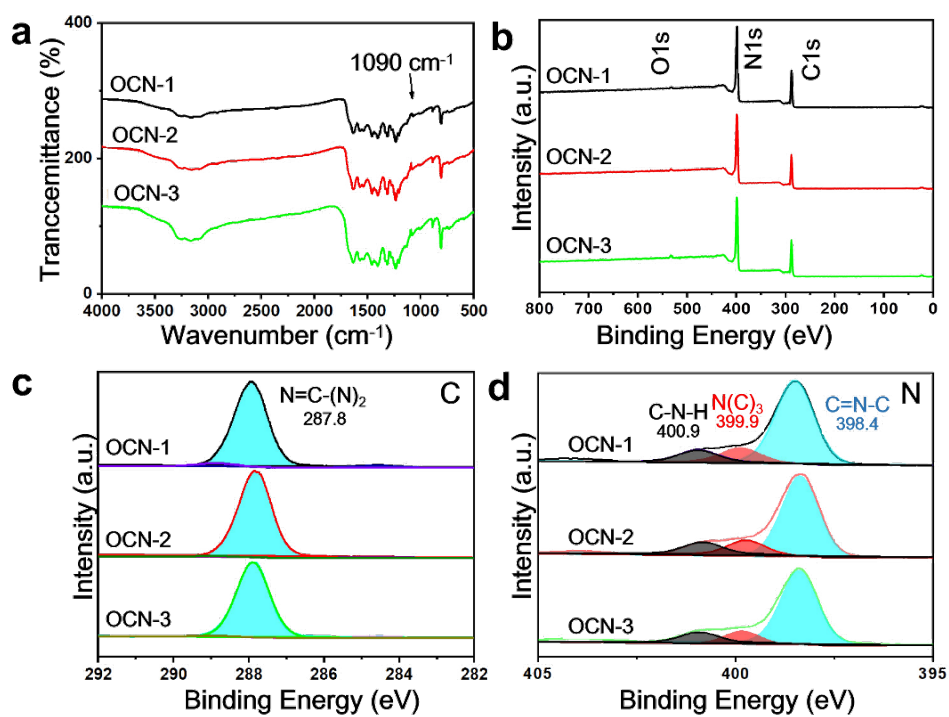 a
Tranccemittance (%)
400
200
0
1090 cm-1
OCN-1
OCN-2
OCN-3
4000 3500 3000 2500 2000 1500 1000 500
Wavenumber (cm-1)
b
Intensity (a.u.)
O1s
N1s
C1s
OCN-1
OCN-2
OCN-3
800 700 600 500 400 300 200 100 0
Binding Energy (eV)
c
Intensity (a.u.)
C
N=C-(N)2
287.8
OCN-1
OCN-2
OCN-3
292 290 288 286 284 282
Binding Energy (eV)
d
Intensity (a.u.)
N
C-N-H
400.9
N(C)3
399.9
C=N-C
398.4
OCN-1
OCN-2
OCN-3
405 400 395
Binding Energy (eV)